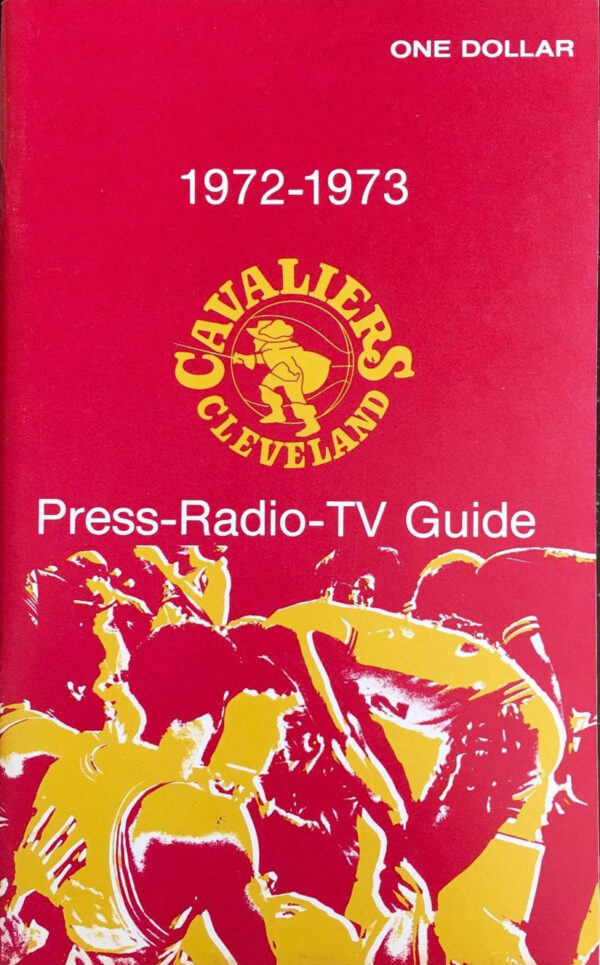 ONE DOLLAR
1972-1973
CAVALIERS
CLEVELAND
Press-Radio-TV Guide